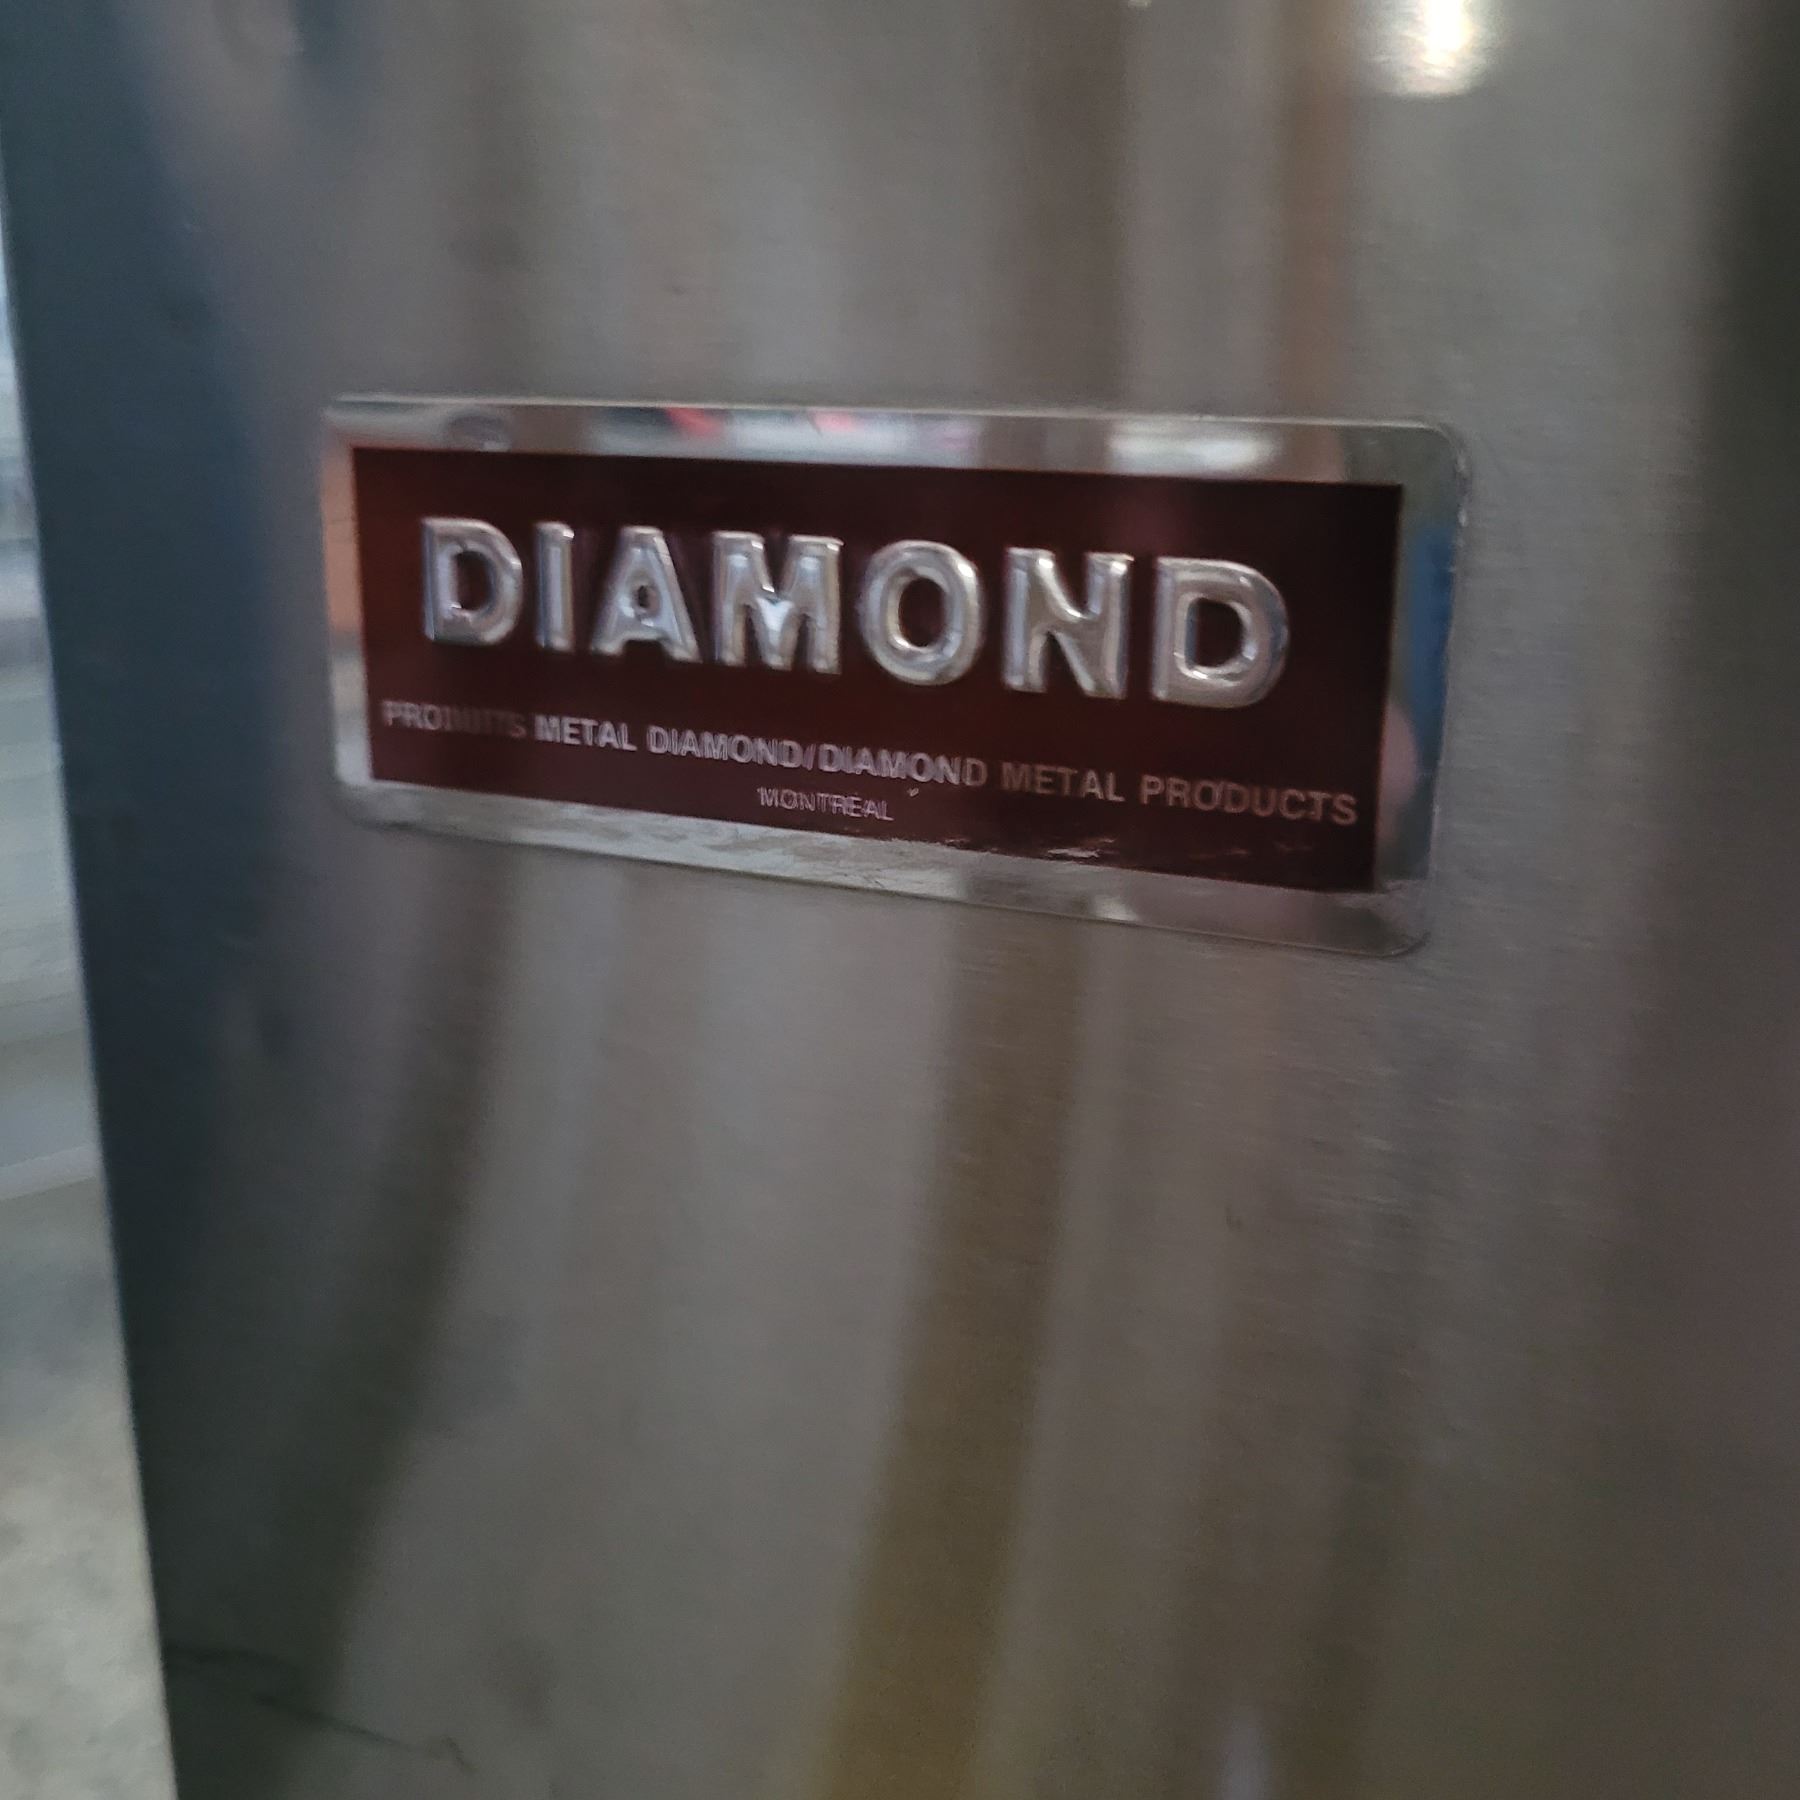 DIAMOND
PRODUITS METAL DIAMOND/DIAMOND METAL PRODUCTS
MONTREAL